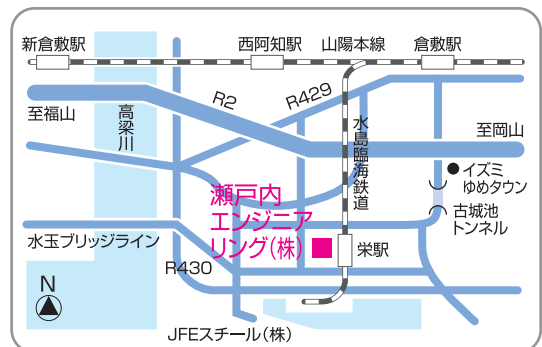 新倉敷駅
西阿知駅
山陽本線
倉敷駅
R2
R429
至福山
高梁川
水島臨海鉄道
至岡山
イズミ
ゆめタウン
古城池
トンネル
瀬戸内
エンジニア
リング(株)
水玉ブリッジライン
栄駅
R430
N
JFEスチール(株)